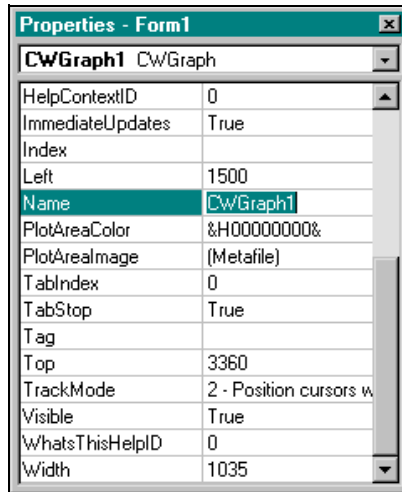 Properties - Form1
CWGraph1 CWGraph
HelpContextID 0
ImmediateUpdates True
Index
Left 1500
Name CWGraph1
PlotAreaColor &H00000000&
PlotAreaImage (Metafile)
TabIndex 0
TabStop True
Tag
Top 3360
TrackMode 2 - Position cursors w
Visible True
WhatsThisHelpID 0
Width 1035